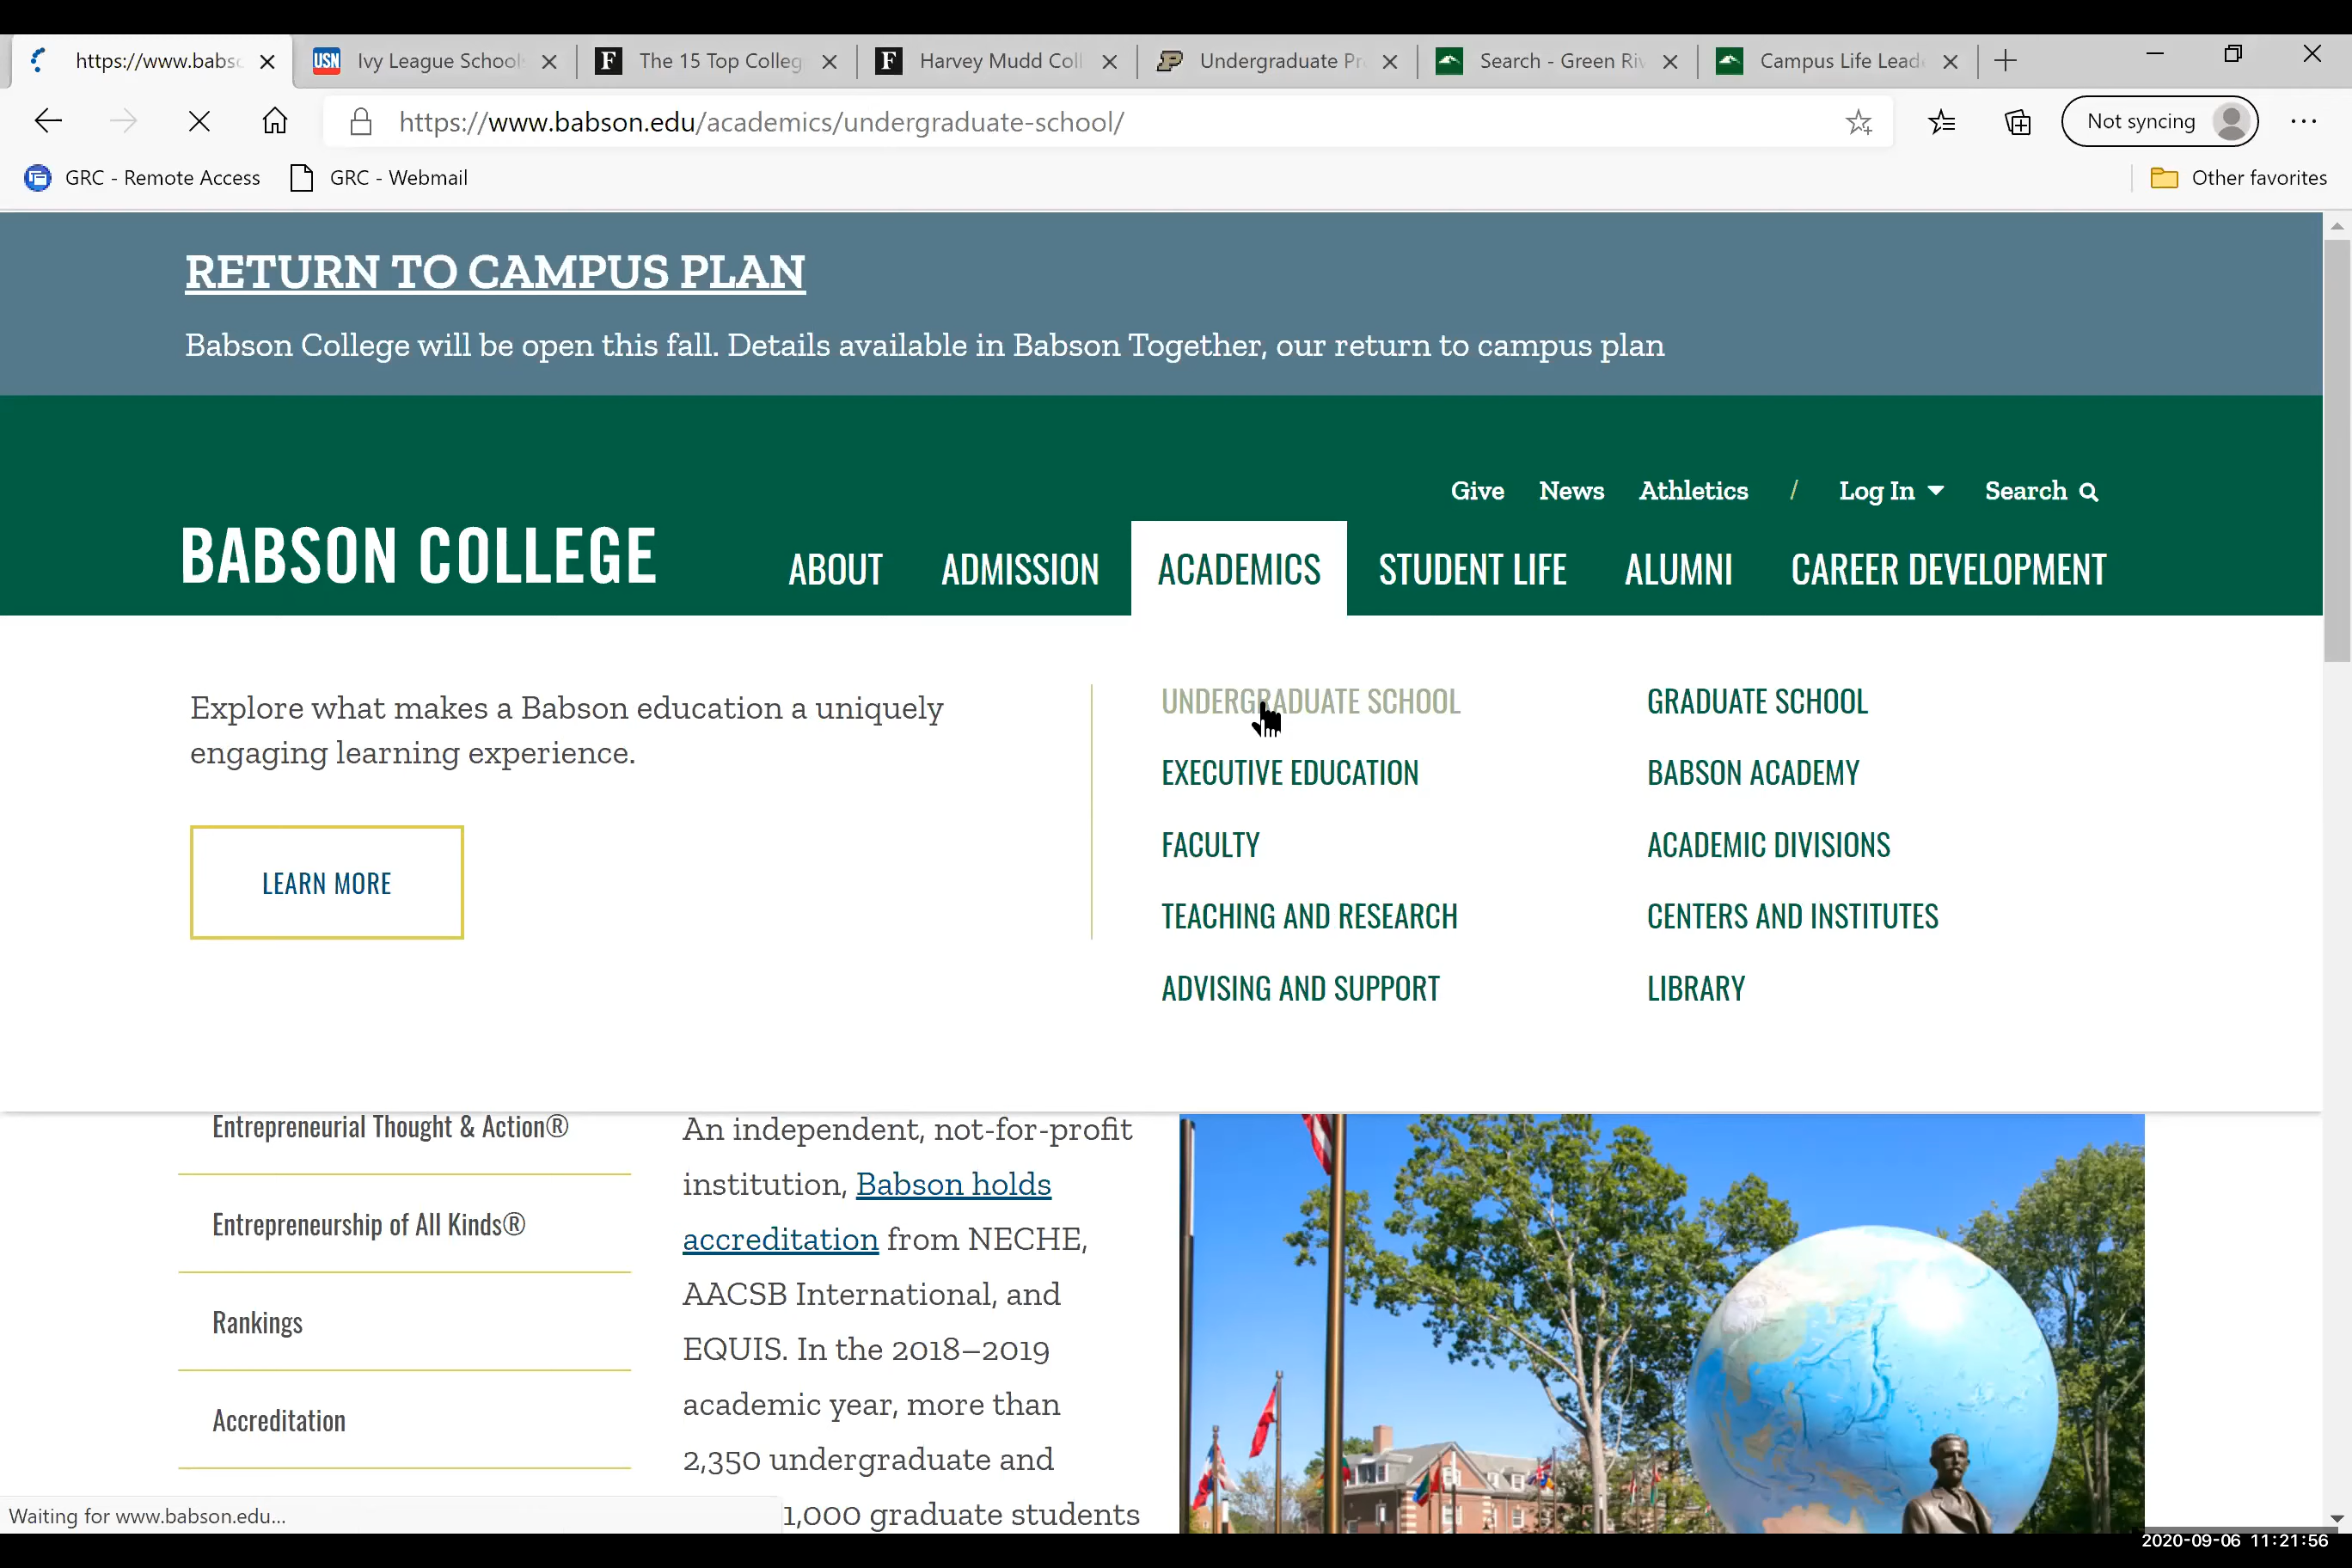 https://www.babs
USN Ivy League School
F The 15 Top Colleg
F Harvey Mudd Coll
Undergraduate Pr
Search - Green Riv
Campus Life Lead
https://www.babson.edu/academics/undergraduate-school/
Not syncing
GRC - Remote Access
GRC - Webmail
Other favorites
RETURN TO CAMPUS PLAN
Babson College will be open this fall. Details available in Babson Together, our return to campus plan
Give News Athletics / Log In Search
BABSON COLLEGE
ABOUT ADMISSION ACADEMICS STUDENT LIFE ALUMNI CAREER DEVELOPMENT
Explore what makes a Babson education a uniquely
engaging learning experience.
LEARN MORE
UNDERGRADUATE SCHOOL
EXECUTIVE EDUCATION
FACULTY
TEACHING AND RESEARCH
ADVISING AND SUPPORT
GRADUATE SCHOOL
BABSON ACADEMY
ACADEMIC DIVISIONS
CENTERS AND INSTITUTES
LIBRARY
Entrepreneurial Thought & Action®
Entrepreneurship of All Kinds®
Rankings
Accreditation
An independent, not-for-profit
institution, Babson holds
accreditation from NECHE,
AACSB International, and
EQUIS. In the 2018–2019
academic year, more than
2,350 undergraduate and
1,000 graduate students
Waiting for www.babson.edu...
2020-09-06 11:21:56